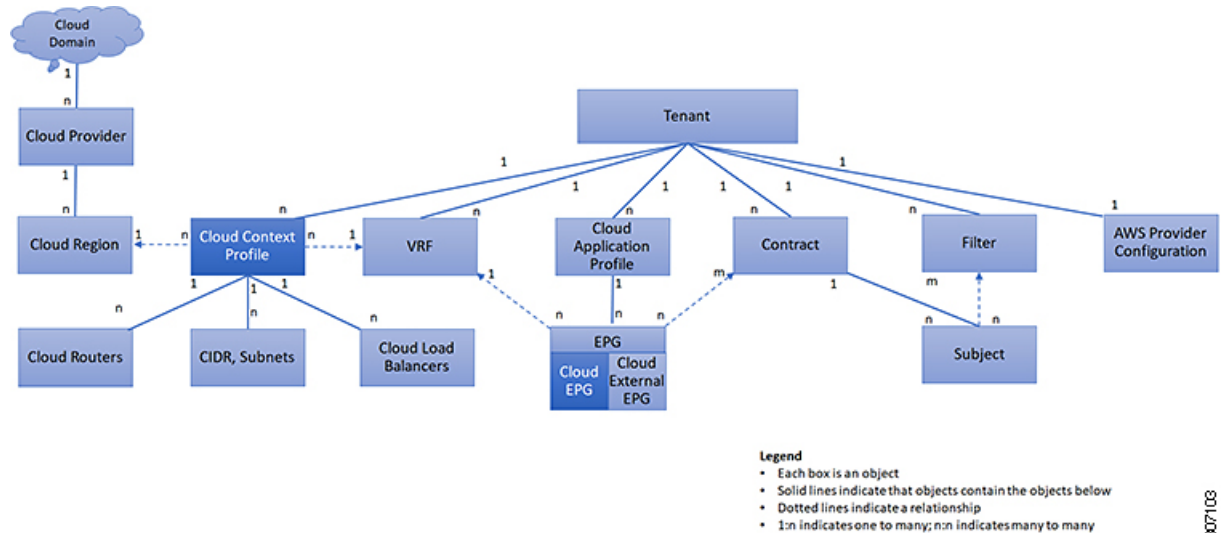 Cloud
Domain
1
n
Cloud Provider
Tenant
1
n
1
1
1
1
1
1
n
n
n
n
n
1
Cloud Region
1
n
Cloud Context
Profile
n
1
VRF
Cloud
Application
Profile
Contract
Filter
AWS Provider
Configuration
1
1
1
1
m
1
1
m
n
n
n
n
n
n
n
Cloud Routers
CIDR, Subnets
Cloud Load
Balancers
EPG
Cloud
EPG
Cloud
External
EPG
Subject
Legend
• Each box is an object
• Solid lines indicate that objects contain the objects below
• Dotted lines indicate a relationship
• 1:n indicates one to many; n:n indicates many to many